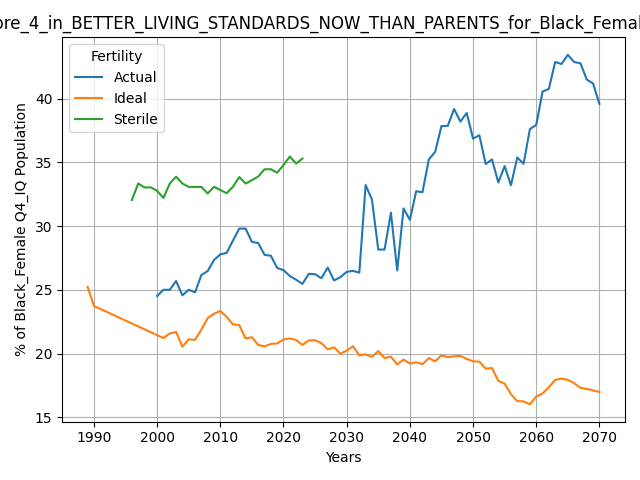 ore_4_in_BETTER_LIVING_STANDARDS_NOW_THAN_PARENTS_for_Black_Femal
Fertility
Actual
Ideal
Sterile
% of Black_Female Q4_IQ Population
40
35
30
25
20
15
1990 2000 2010 2020 2030 2040 2050 2060 2070
Years